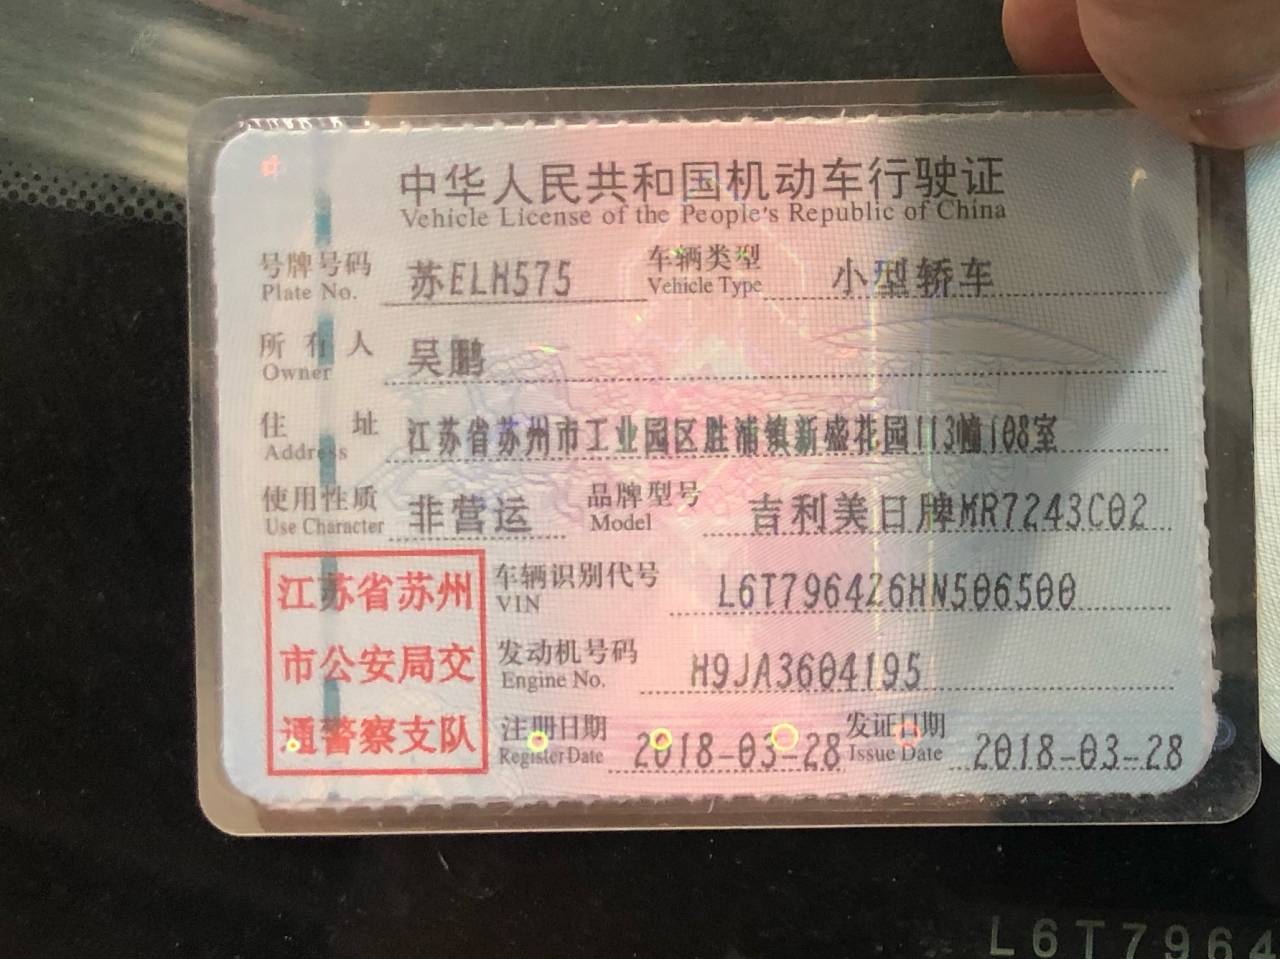 中华人民共和国机动车行驶证
Vehicle License of the People's Republic of China
号牌号码 苏ELH575 车辆类型 小型轿车
Plate No. Vehicle Type
所有人 吴鹏
Owner
住址 江苏省苏州市工业园区胜浦镇新盛花园113幢108室
Address
使用性质 非营运 品牌型号 吉利美日牌MR7243C02
Use Character Model
江苏省苏州
市公安局交
通警察支队
车辆识别代号 L6T7964Z6HN506500
VIN
发动机号码 H9JA3604195
Engine No.
注册日期 2018-03-28 发证日期 2018-03-28
Register Date Issue Date
L6T7964